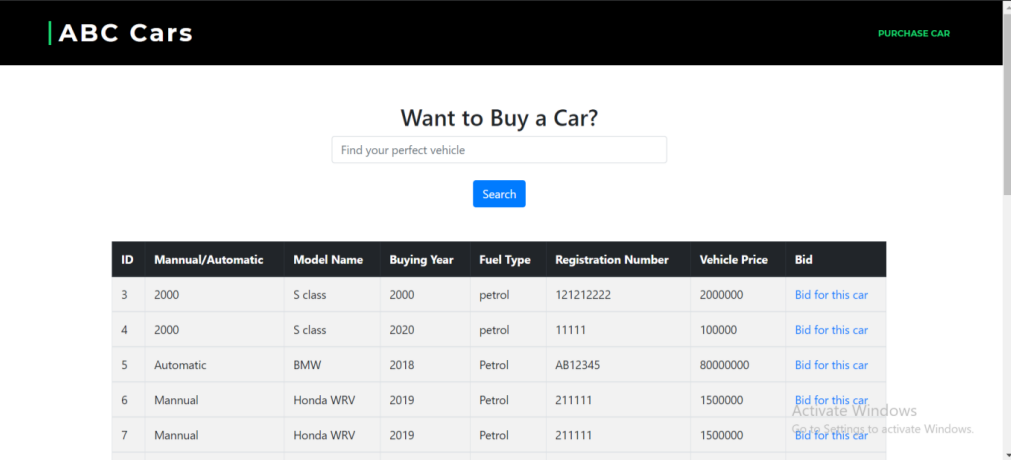 ABC Cars
PURCHASE CAR
Want to Buy a Car?
Find your perfect vehicle
Search
ID Mannual/Automatic Model Name Buying Year Fuel Type Registration Number Vehicle Price Bid
3 2000 S class 2000 petrol 121212222 2000000 Bid for this car
4 2000 S class 2020 petrol 11111 100000 Bid for this car
5 Automatic BMW 2018 Petrol AB12345 80000000 Bid for this car
6 Mannual Honda WRV 2019 Petrol 211111 1500000 Bid for this car
7 Mannual Honda WRV 2019 Petrol 211111 1500000 Bid for this car
Activate Windows
Go to Settings to activate Windows.